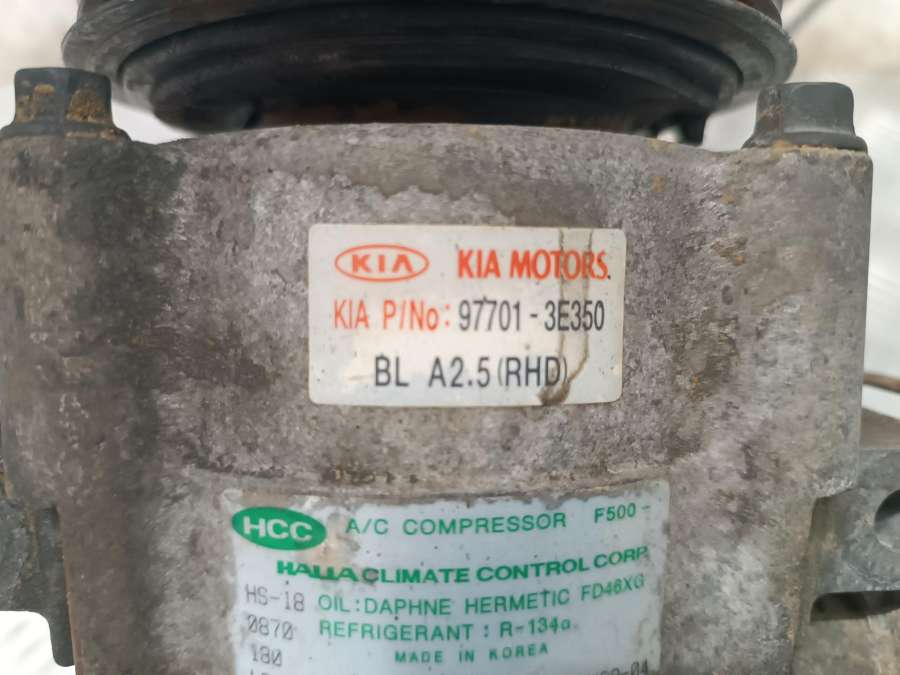 KIA KIA MOTORS.
KIA P/No: 97701-3E350
BL A2.5(RHD)
HCC A/C COMPRESSOR F500-
HALLA CLIMATE CONTROL CORP.
HS-18 OIL:DAPHNE HERMETIC FD46XG
0870 REFRIGERANT : R-134a
180 MADE IN KOREA